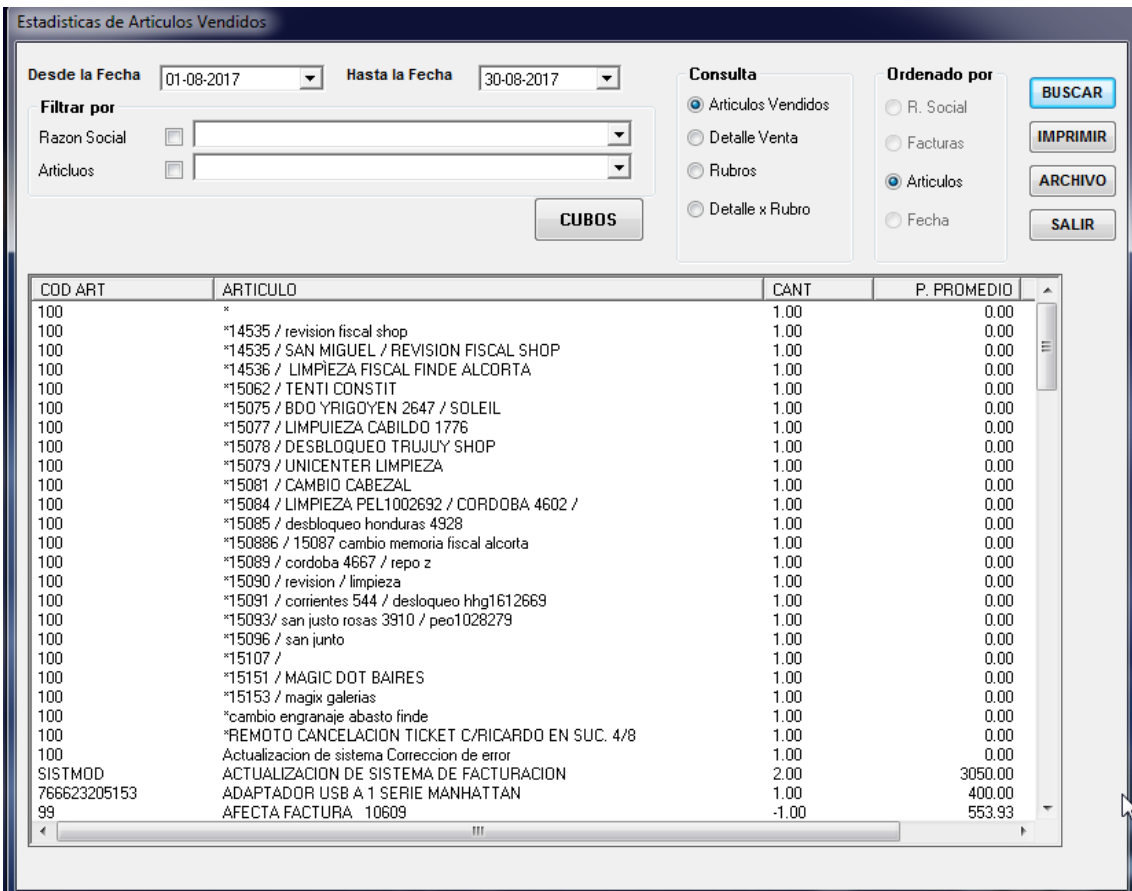 Estadisticas de Articulos Vendidos
Desde la Fecha 01-08-2017 Hasta la Fecha 30-08-2017
Filtrar por
Razon Social
Articluos
CUBOS
Consulta
Articulos Vendidos
Detalle Venta
Rubros
Detalle x Rubro
Ordenado por
R. Social
Facturas
Articulos
Fecha
BUSCAR
IMPRIMIR
ARCHIVO
SALIR
COD ART ARTICULO CANT P. PROMEDIO
100 * 1.00 0.00
100 *14535 / revision fiscal shop 1.00 0.00
100 *14535 / SAN MIGUEL / REVISION FISCAL SHOP 1.00 0.00
100 *14536 / LIMPÌEZA FISCAL FINDE ALCORTA 1.00 0.00
100 *15062 / TENTI CONSTIT 1.00 0.00
100 *15075 / BDO YRIGOYEN 2647 / SOLEIL 1.00 0.00
100 *15077 / LIMPUIEZA CABILDO 1776 1.00 0.00
100 *15078 / DESBLOQUEO TRUJUY SHOP 1.00 0.00
100 *15079 / UNICENTER LIMPIEZA 1.00 0.00
100 *15081 / CAMBIO CABEZAL 1.00 0.00
100 *15084 / LIMPIEZA PEL1002692 / CORDOBA 4602 / 1.00 0.00
100 *15085 / desbloqueo honduras 4928 1.00 0.00
100 *150886 / 15087 cambio memoria fiscal alcorta 1.00 0.00
100 *15089 / cordoba 4667 / repo z 1.00 0.00
100 *15090 / revision / limpieza 1.00 0.00
100 *15091 / corrientes 544 / desloqueo hhg1612669 1.00 0.00
100 *15093/ san justo rosas 3910 / peo1028279 1.00 0.00
100 *15096 / san junto 1.00 0.00
100 *15107 / 1.00 0.00
100 *15151 / MAGIC DOT BAIRES 1.00 0.00
100 *15153 / magix galerias 1.00 0.00
100 *cambio engranaje abasto finde 1.00 0.00
100 *REMOTO CANCELACION TICKET C/RICARDO EN SUC. 4/8 1.00 0.00
100 Actualizacion de sistema Correccion de error 1.00 0.00
SISTMOD ACTUALIZACION DE SISTEMA DE FACTURACION 2.00 3050.00
766623205153 ADAPTADOR USB A 1 SERIE MANHATTAN 1.00 400.00
99 AFECTA FACTURA 10609 -1.00 553.93